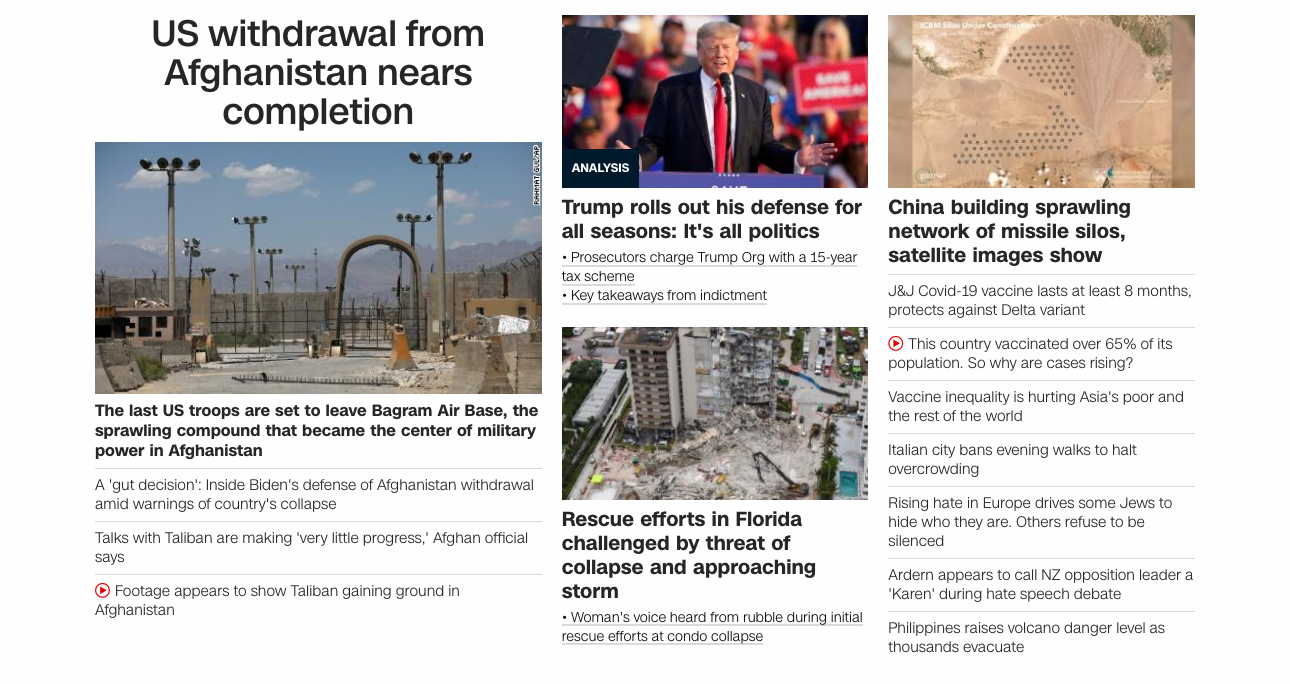 US withdrawal from
Afghanistan nears
completion
RAHMAT GUL/AP
The last US troops are set to leave Bagram Air Base, the
sprawling compound that became the center of military
power in Afghanistan
A 'gut decision': Inside Biden's defense of Afghanistan withdrawal
amid warnings of country's collapse
Talks with Taliban are making 'very little progress,' Afghan official
says
Footage appears to show Taliban gaining ground in
Afghanistan
SAVE
AMERICA!
ANALYSIS
SAVE
Trump rolls out his defense for
all seasons: It's all politics
• Prosecutors charge Trump Org with a 15-year
tax scheme
• Key takeaways from indictment
Rescue efforts in Florida
challenged by threat of
collapse and approaching
storm
• Woman's voice heard from rubble during initial
rescue efforts at condo collapse
ICBM Silos Under Construction
planet
China building sprawling
network of missile silos,
satellite images show
J&J Covid-19 vaccine lasts at least 8 months,
protects against Delta variant
This country vaccinated over 65% of its
population. So why are cases rising?
Vaccine inequality is hurting Asia's poor and
the rest of the world
Italian city bans evening walks to halt
overcrowding
Rising hate in Europe drives some Jews to
hide who they are. Others refuse to be
silenced
Ardern appears to call NZ opposition leader a
'Karen' during hate speech debate
Philippines raises volcano danger level as
thousands evacuate